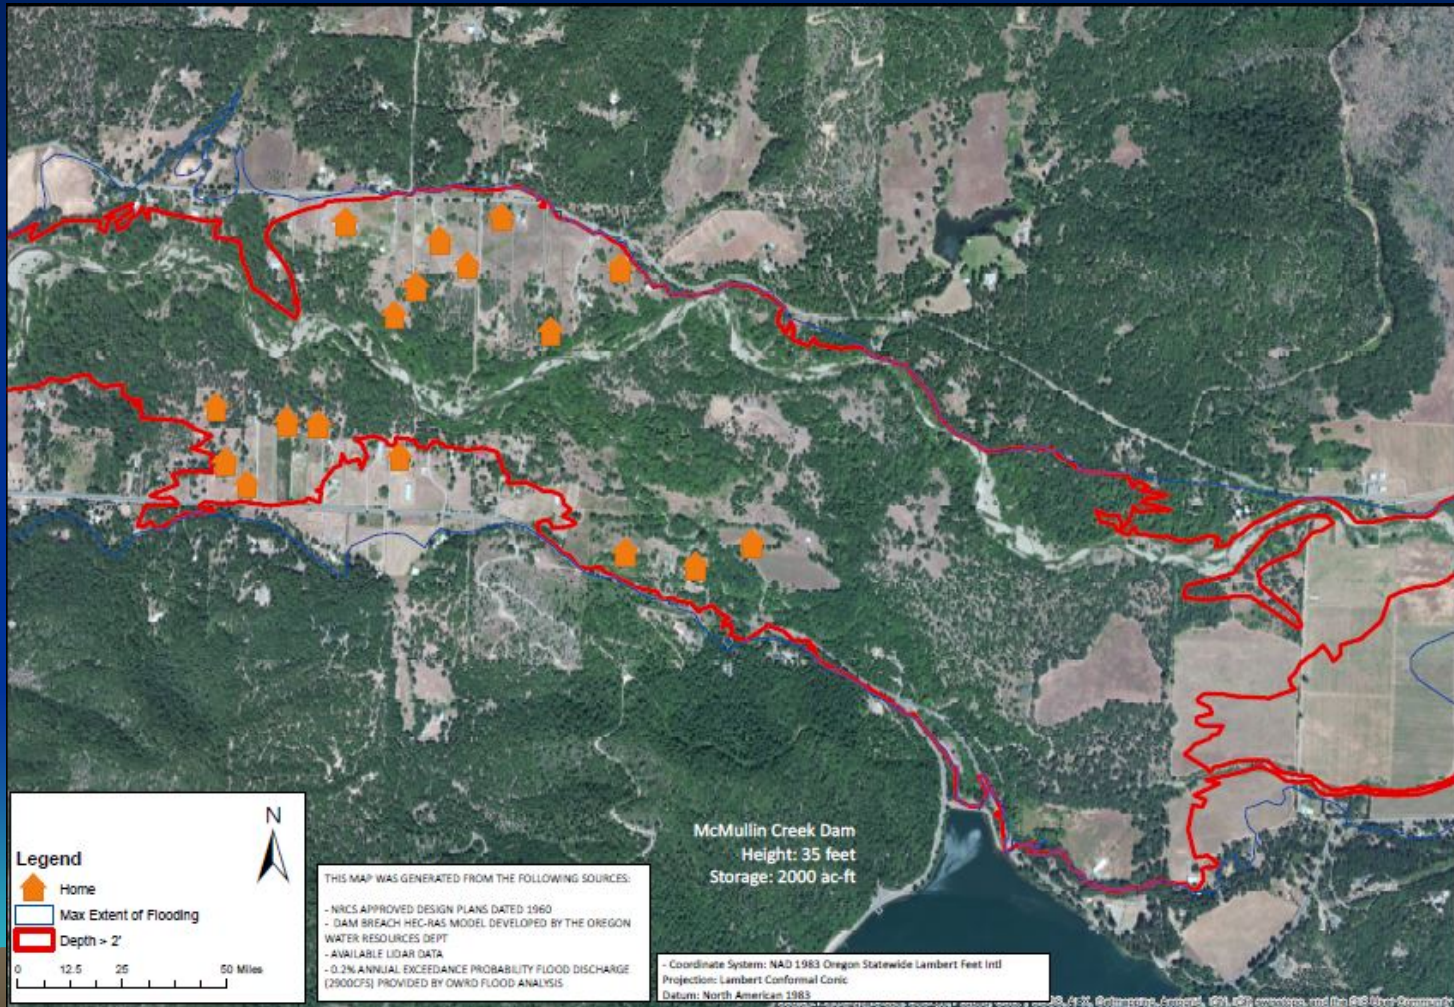 McMullin Creek Dam
Height: 35 feet
Storage: 2000 ac-ft
N
Legend
Home
Max Extent of Flooding
Depth > 2'
0 12.5 25 50 Miles
THIS MAP WAS GENERATED FROM THE FOLLOWING SOURCES:
- NRCS APPROVED DESIGN PLANS DATED 1960
- DAM BREACH HEC-RAS MODEL DEVELOPED BY THE OREGON
WATER RESOURCES DEPT
- AVAILABLE LIDAR DATA
- 0.2% ANNUAL EXCEEDANCE PROBABILITY FLOOD DISCHARGE
(2900CFS) PROVIDED BY OWRD FLOOD ANALYSIS
- Coordinate System: NAD 1983 Oregon Statewide Lambert Feet Intl
Projection: Lambert Conformal Conic
Datum: North American 1983